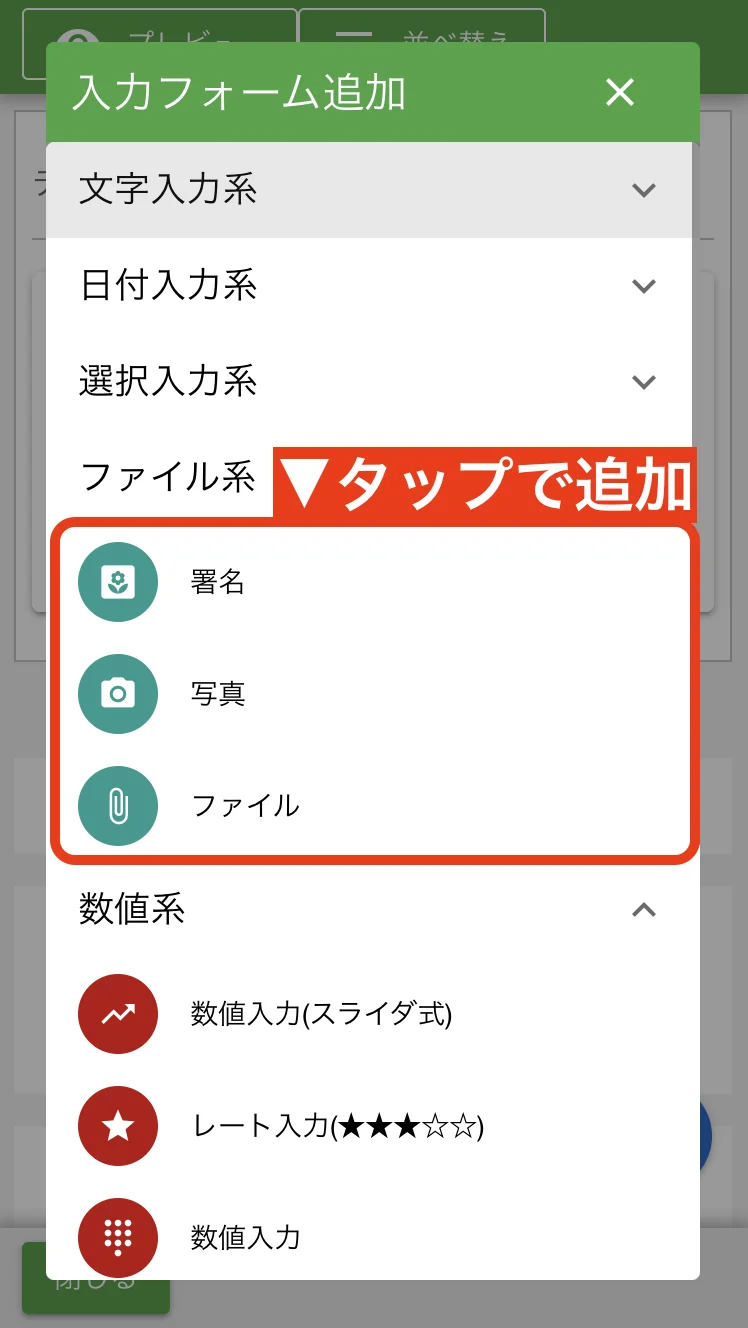 プレビュー
並べ替え
入力フォーム追加
文字入力系
日付入力系
選択入力系
ファイル系
▼タップで追加
署名
写真
ファイル
数値系
数値入力(スライダ式)
レート入力(★★★☆☆)
数値入力
閉じる